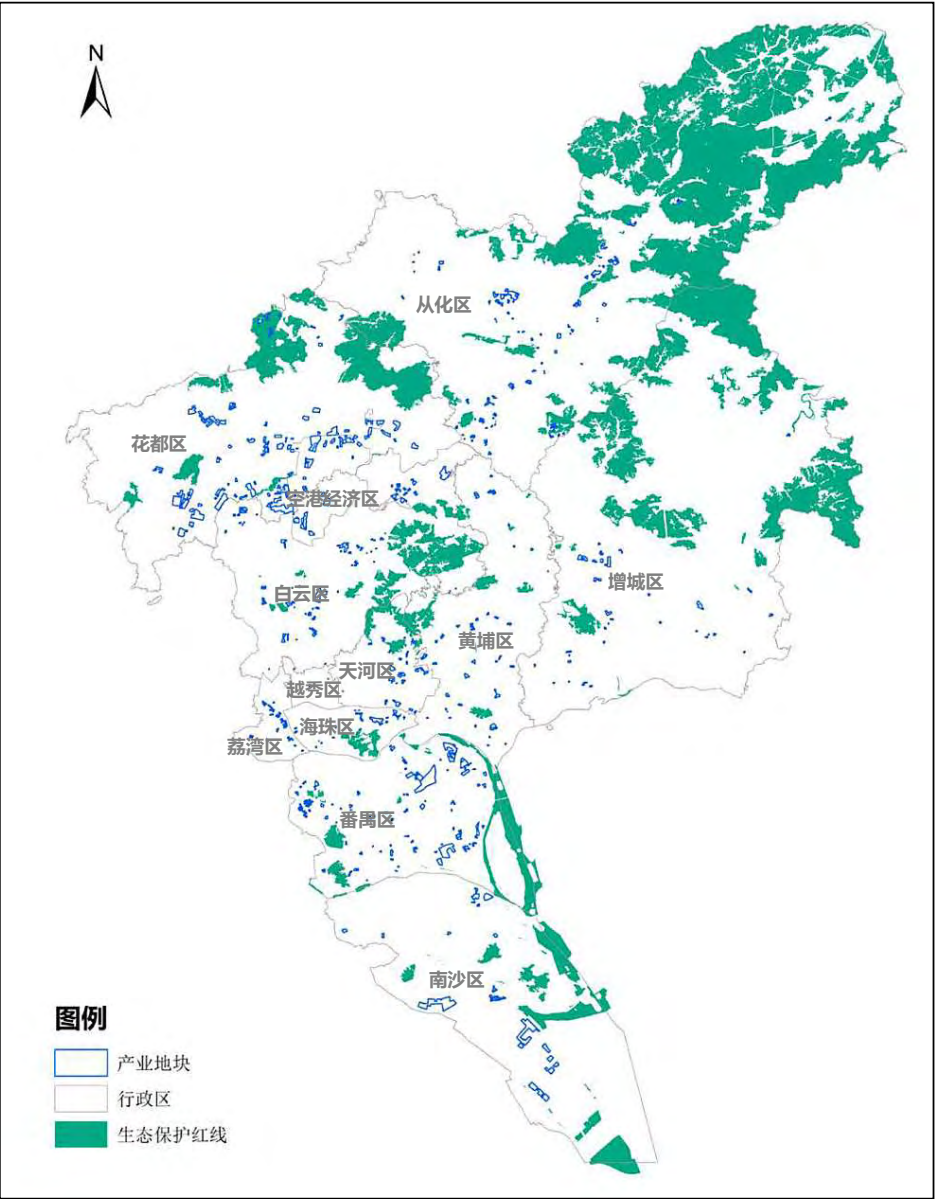 N
从化区
花都区
空港经济区
增城区
白云区
黄埔区
天河区
越秀区
海珠区
荔湾区
番禺区
南沙区
图例
产业地块
行政区
生态保护红线